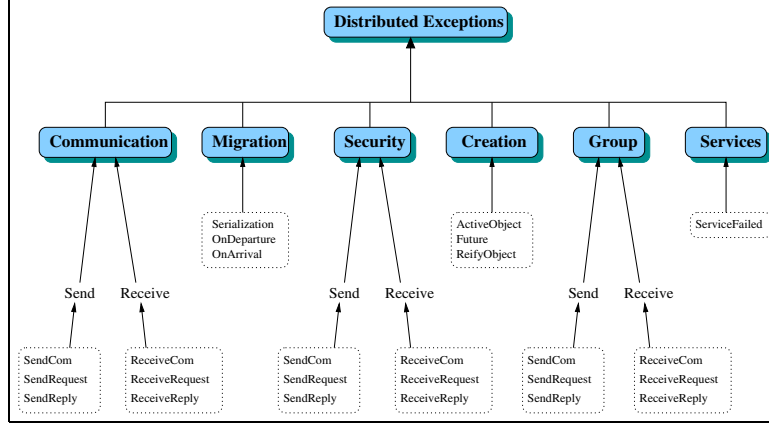 Distributed Exceptions
Communication
Migration
Security
Creation
Group
Services
Serialization
OnDeparture
OnArrival
ActiveObject
Future
ReifyObject
ServiceFailed
Send
Receive
Send
Receive
Send
Receive
SendCom
SendRequest
SendReply
ReceiveCom
ReceiveRequest
ReceiveReply
SendCom
SendRequest
SendReply
ReceiveCom
ReceiveRequest
ReceiveReply
SendCom
SendRequest
SendReply
ReceiveCom
ReceiveRequest
ReceiveReply